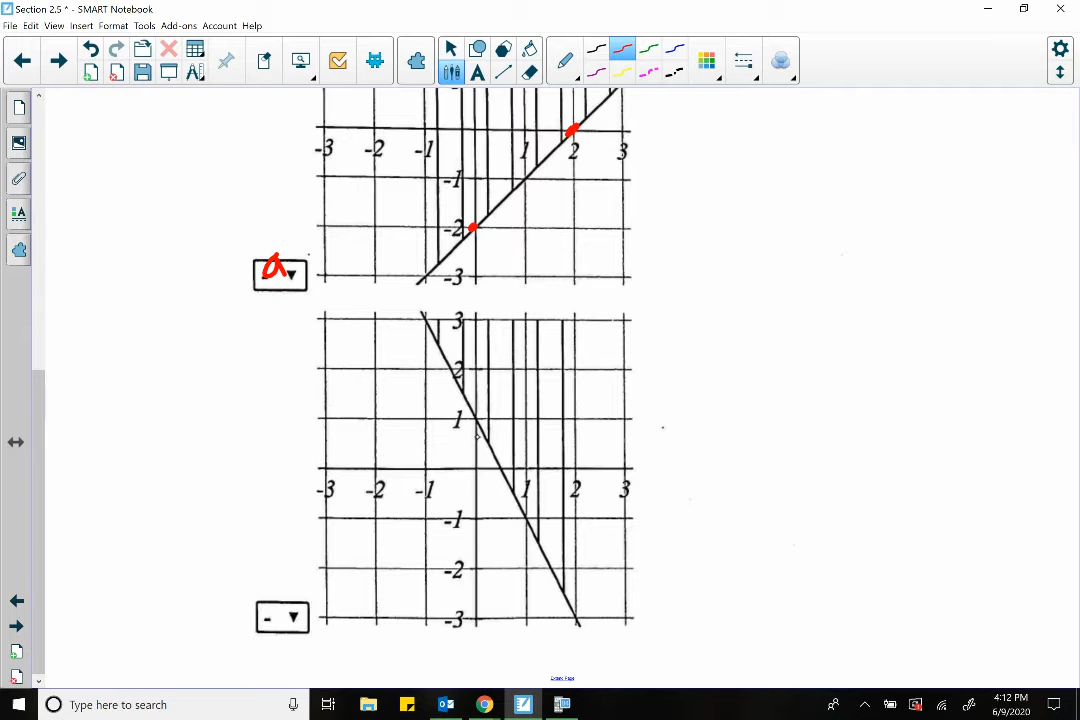 Section 2.5 * - SMART Notebook
File Edit View Insert Format Tools Add-ons Account Help
-3 -2 -1 1 2 3
-1
-2
a ▼
-3
3
2
1
-3 -2 -1 1 2 3
-1
-2
- ▼
-3
Extend Page
Type here to search
4:12 PM
6/9/2020